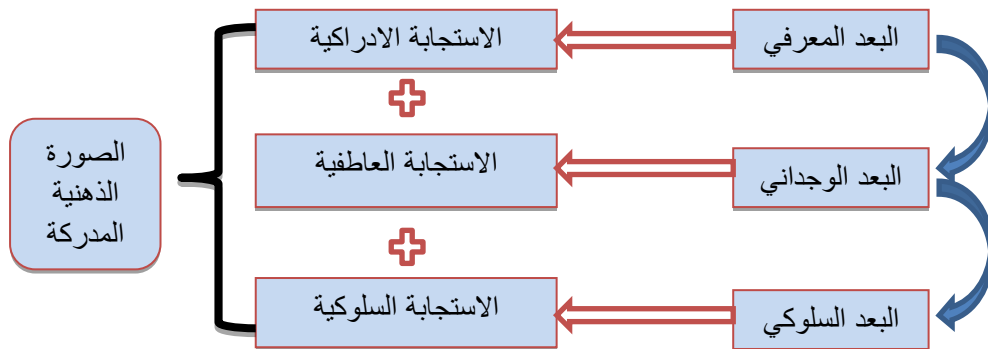 البعد المعرفي
الاستجابة الادراكية
البعد الوجداني
الاستجابة العاطفية
البعد السلوكي
الاستجابة السلوكية
الصورة
الذهنية
المدركة